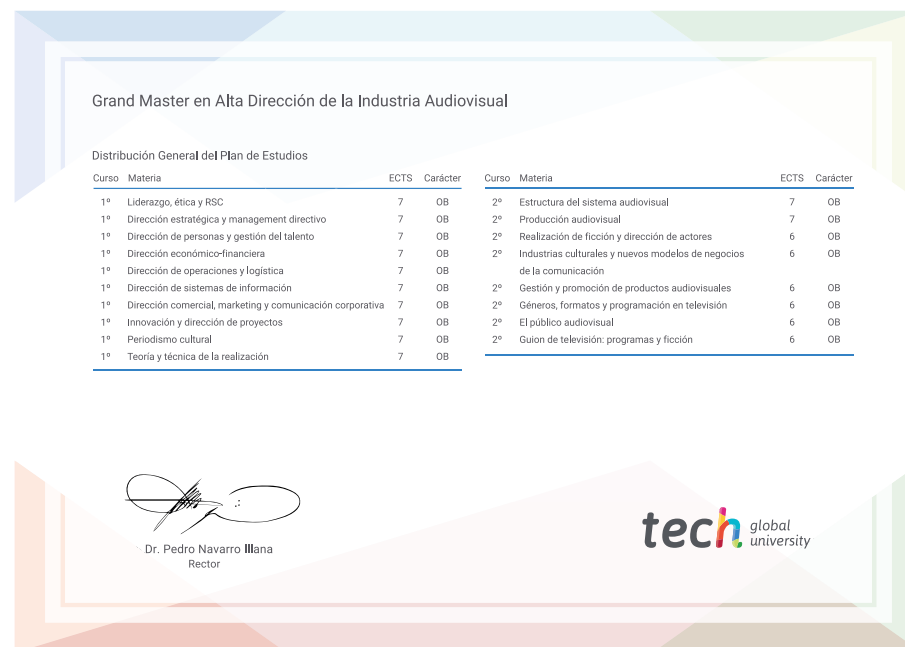 Grand Master en Alta Dirección de la Industria Audiovisual
Distribución General del Plan de Estudios
Curso Materia ECTS Carácter
1º Liderazgo, ética y RSC 7 OB
1º Dirección estratégica y management directivo 7 OB
1º Dirección de personas y gestión del talento 7 OB
1º Dirección económico-financiera 7 OB
1º Dirección de operaciones y logística 7 OB
1º Dirección de sistemas de información 7 OB
1º Dirección comercial, marketing y comunicación corporativa 7 OB
1º Innovación y dirección de proyectos 7 OB
1º Periodismo cultural 7 OB
1º Teoría y técnica de la realización 7 OB
Curso Materia ECTS Carácter
2º Estructura del sistema audiovisual 7 OB
2º Producción audiovisual 7 OB
2º Realización de ficción y dirección de actores 6 OB
2º Industrias culturales y nuevos modelos de negocios 6 OB
de la comunicación
2º Gestión y promoción de productos audiovisuales 6 OB
2º Géneros, formatos y programación en televisión 6 OB
2º El público audiovisual 6 OB
2º Guion de televisión: programas y ficción 6 OB
Dr. Pedro Navarro Illana
Rector
tech global
university